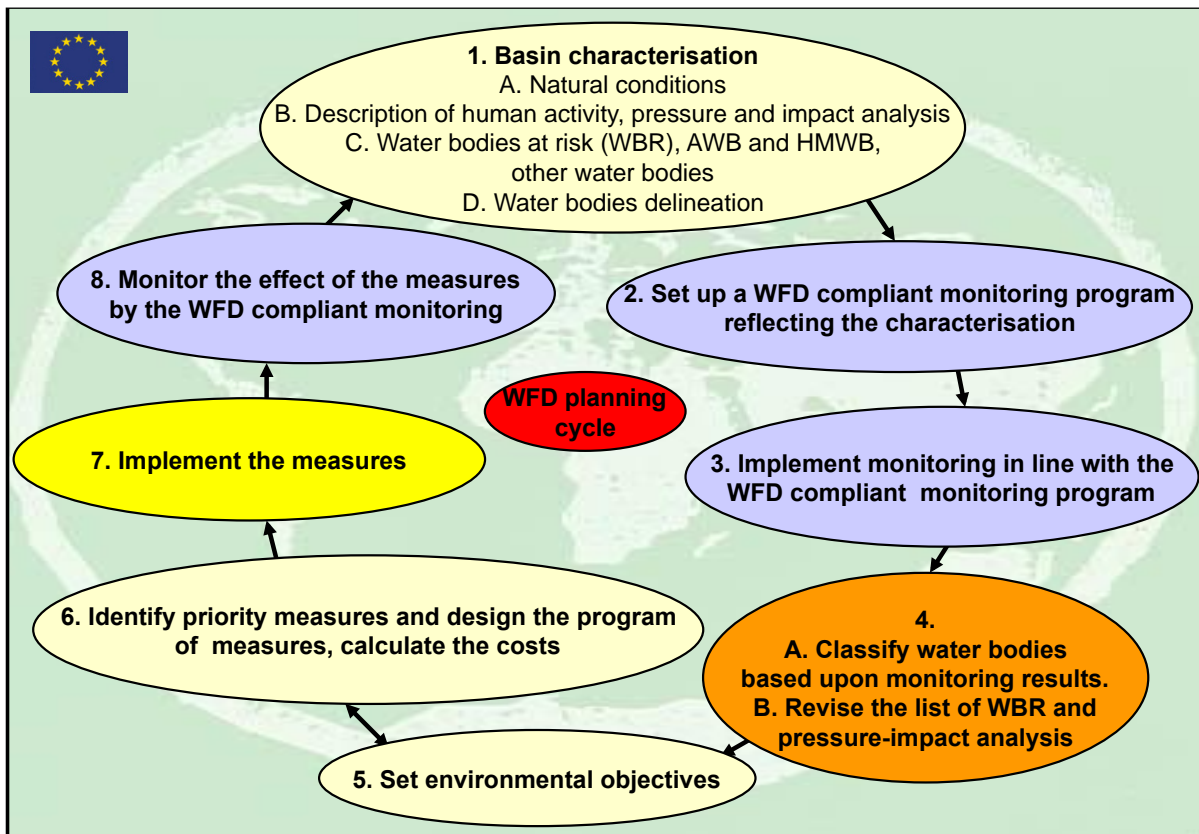 1. Basin characterisation
A. Natural conditions
B. Description of human activity, pressure and impact analysis
C. Water bodies at risk (WBR), AWB and HMWB,
other water bodies
D. Water bodies delineation
8. Monitor the effect of the measures
by the WFD compliant monitoring
2. Set up a WFD compliant monitoring program
reflecting the characterisation
WFD planning
cycle
7. Implement the measures
3. Implement monitoring in line with the
WFD compliant monitoring program
6. Identify priority measures and design the program
of measures, calculate the costs
4.
A. Classify water bodies
based upon monitoring results.
B. Revise the list of WBR and
pressure-impact analysis
5. Set environmental objectives